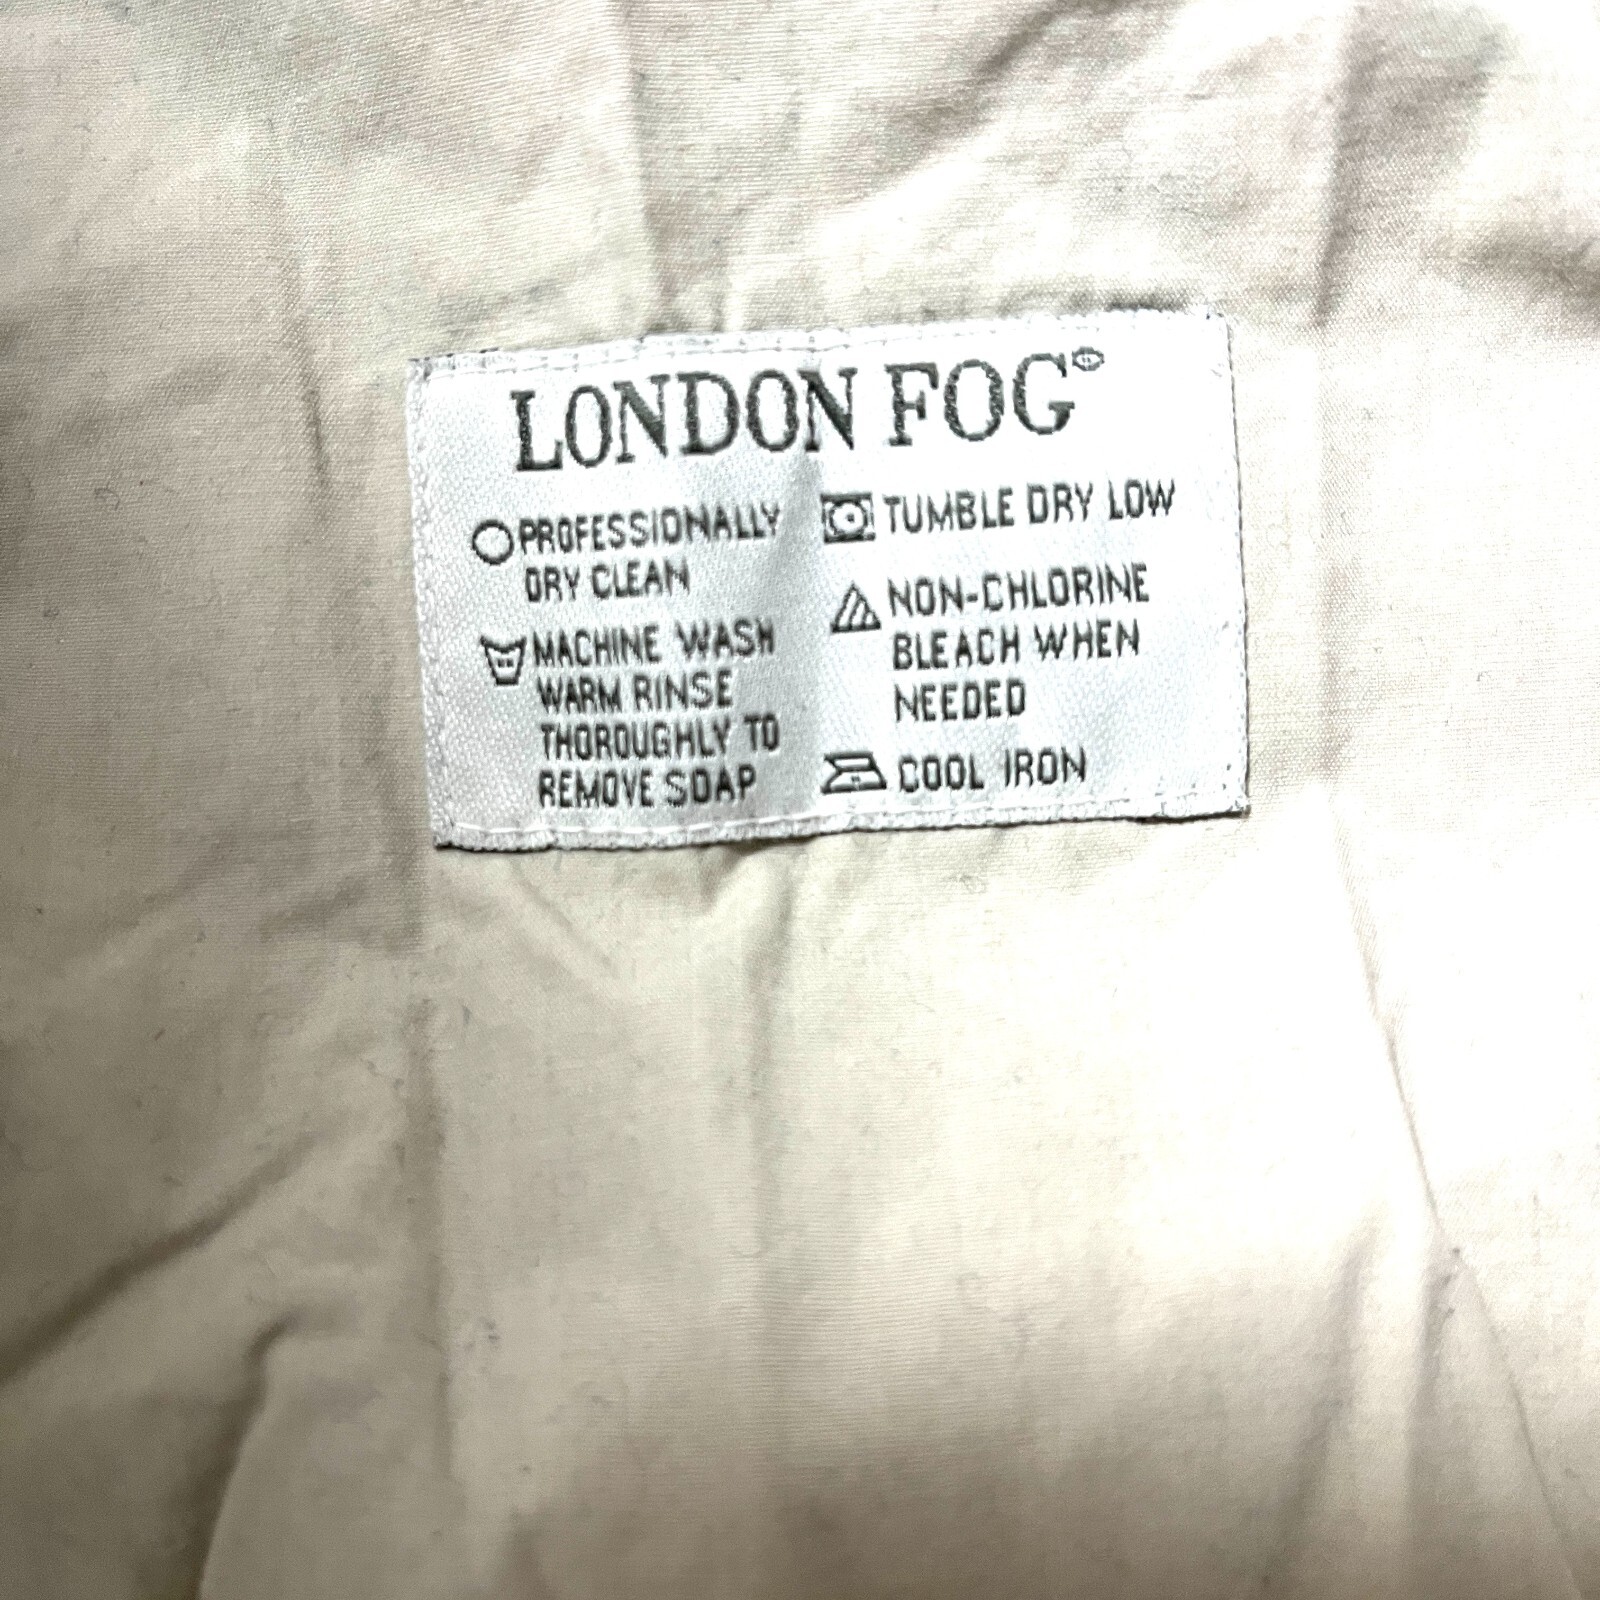 LONDON FOG®
PROFESSIONALLY
DRY CLEAN
MACHINE WASH
WARM RINSE
THOROUGHLY TO
REMOVE SOAP
TUMBLE DRY LOW
NON-CHLORINE
BLEACH WHEN
NEEDED
COOL IRON